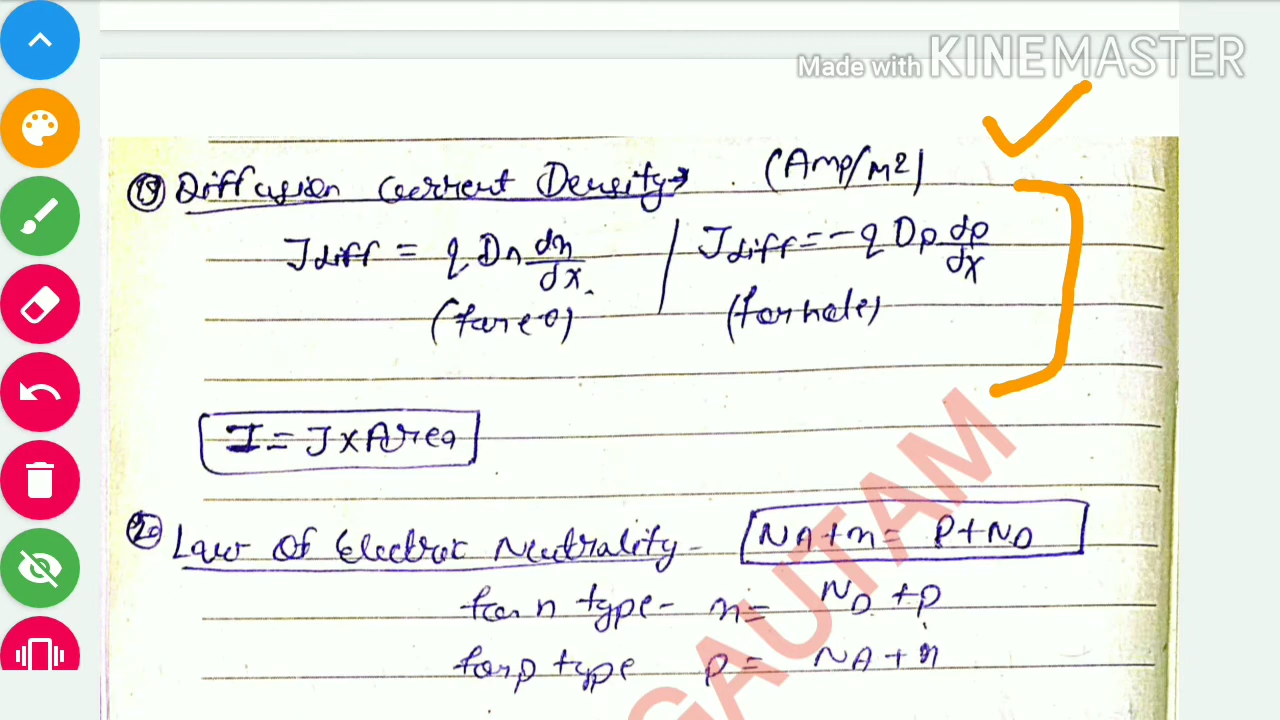 Made with KINEMASTER
(19) Diffusion Current Density→ (Amp/m2)
Jdiff = q Dn dn/dx. | Jdiff = - q Dp dp/dx
(for e-) (for hole)
I = J x Area
(20) Law Of Electric Neutrality - NA+n = P+ND
for n type - n = ND + P
for p type P = NA + n
GAUTAM